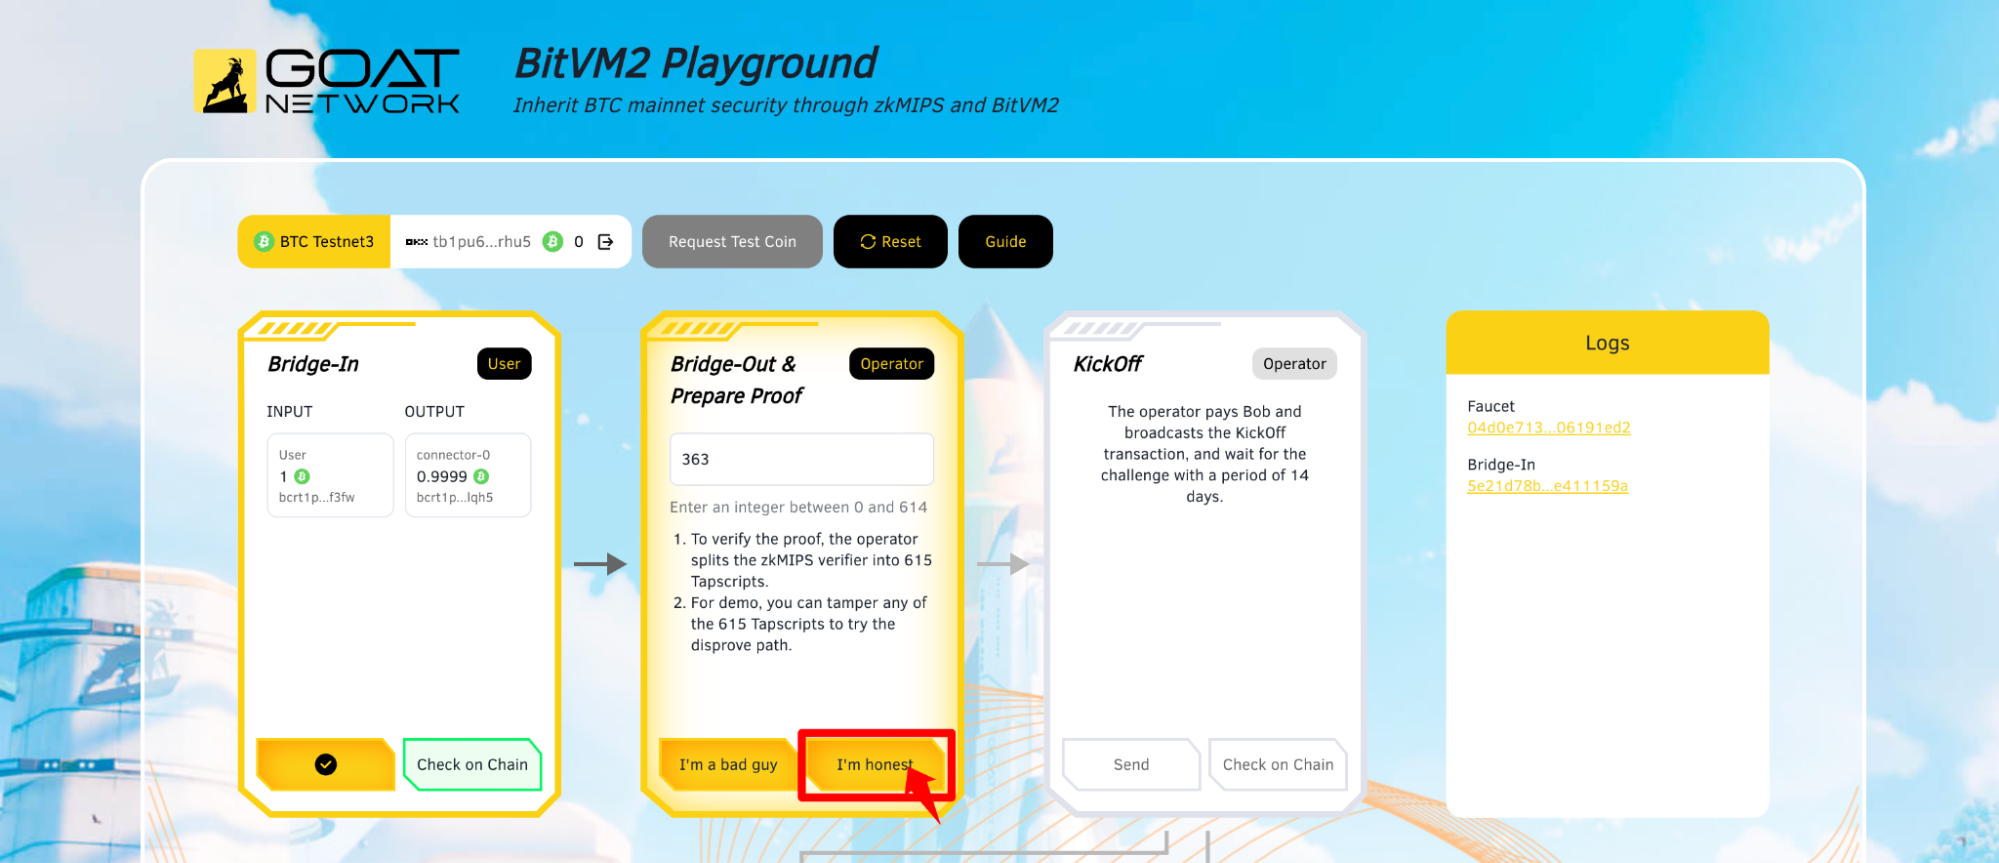 GOAT
NETWORK
BitVM2 Playground
Inherit BTC mainnet security through zkMIPS and BitVM2
BTC Testnet3
OKX tb1pu6...rhu5 0
Request Test Coin
Reset
Guide
Bridge-In
User
INPUT
OUTPUT
User
1
bcrt1p...f3fw
connector-0
0.9999
bcrt1p...lqh5
Check on Chain
Bridge-Out &
Prepare Proof
Operator
363
Enter an integer between 0 and 614
1. To verify the proof, the operator
splits the zkMIPS verifier into 615
Tapscripts.
2. For demo, you can tamper any of
the 615 Tapscripts to try the
disprove path.
I'm a bad guy
I'm honest
KickOff
Operator
The operator pays Bob and
broadcasts the KickOff
transaction, and wait for the
challenge with a period of 14
days.
Send
Check on Chain
Logs
Faucet
04d0e713...06191ed2
Bridge-In
5e21d78b...e411159a